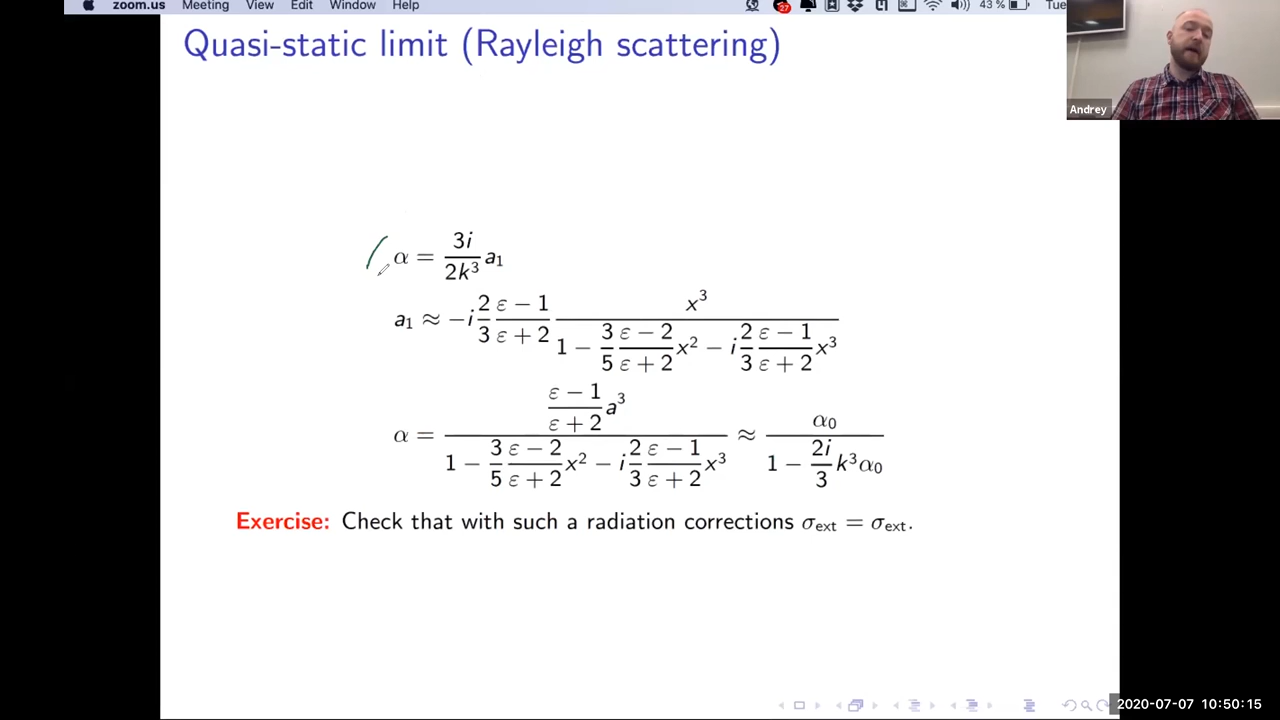 zoom.us Meeting View Edit Window Help 27 43 % Tue
Quasi-static limit (Rayleigh scattering)
Andrey
α = 3i / 2k³ a₁
a₁ ≈ −i 2/3 (ε − 1)/(ε + 2) x³ / (1 − 3/5 (ε − 2)/(ε + 2) x² − i 2/3 (ε − 1)/(ε + 2) x³)
α = ((ε − 1)/(ε + 2) a³) / (1 − 3/5 (ε − 2)/(ε + 2) x² − i 2/3 (ε − 1)/(ε + 2) x³) ≈ α₀ / (1 − 2i/3 k³α₀)
Exercise: Check that with such a radiation corrections σext = σext.
2020-07-07 10:50:15